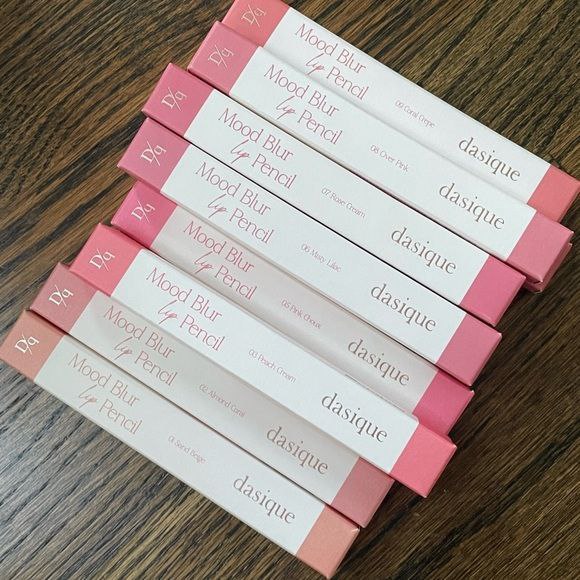 D/q
Mood Blur
lip Pencil
09 Coral Crepe
dasique
D/q
Mood Blur
lip Pencil
08 Over Pink
dasique
D/q
Mood Blur
lip Pencil
07 Rose Cream
dasique
D/q
Mood Blur
lip Pencil
06 Misty Lilac
dasique
D/q
Mood Blur
lip Pencil
05 Pink Cheux
dasique
D/q
Mood Blur
lip Pencil
03 Peach Cream
dasique
D/q
Mood Blur
lip Pencil
02 Almond Coral
dasique
D/q
Mood Blur
lip Pencil
01 Sand Beige
dasique